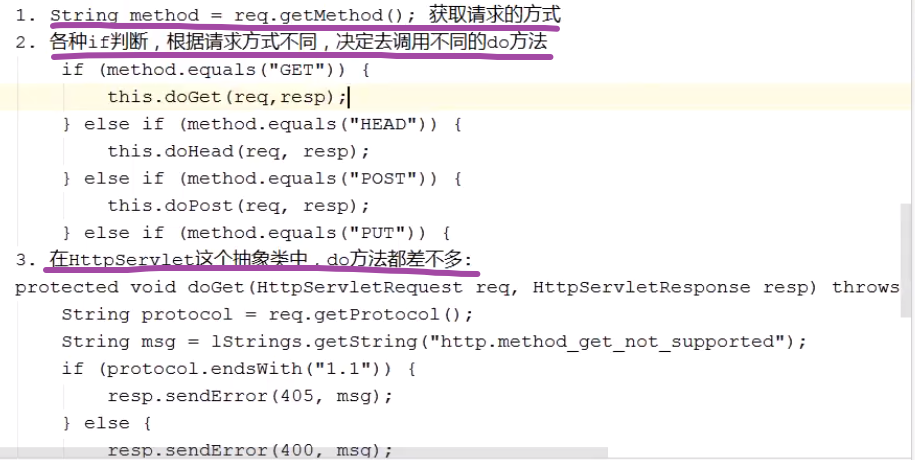 1. String method = req.getMethod(); 获取请求的方式
2. 各种if判断，根据请求方式不同，决定去调用不同的do方法
if (method.equals("GET")) {
this.doGet(req,resp);
} else if (method.equals("HEAD")) {
this.doHead(req, resp);
} else if (method.equals("POST")) {
this.doPost(req, resp);
} else if (method.equals("PUT")) {
3. 在HttpServlet这个抽象类中，do方法都差不多:
protected void doGet(HttpServletRequest req, HttpServletResponse resp) throws
String protocol = req.getProtocol();
String msg = lStrings.getString("http.method_get_not_supported");
if (protocol.endsWith("1.1")) {
resp.sendError(405, msg);
} else {
resp.sendError(400, msg);